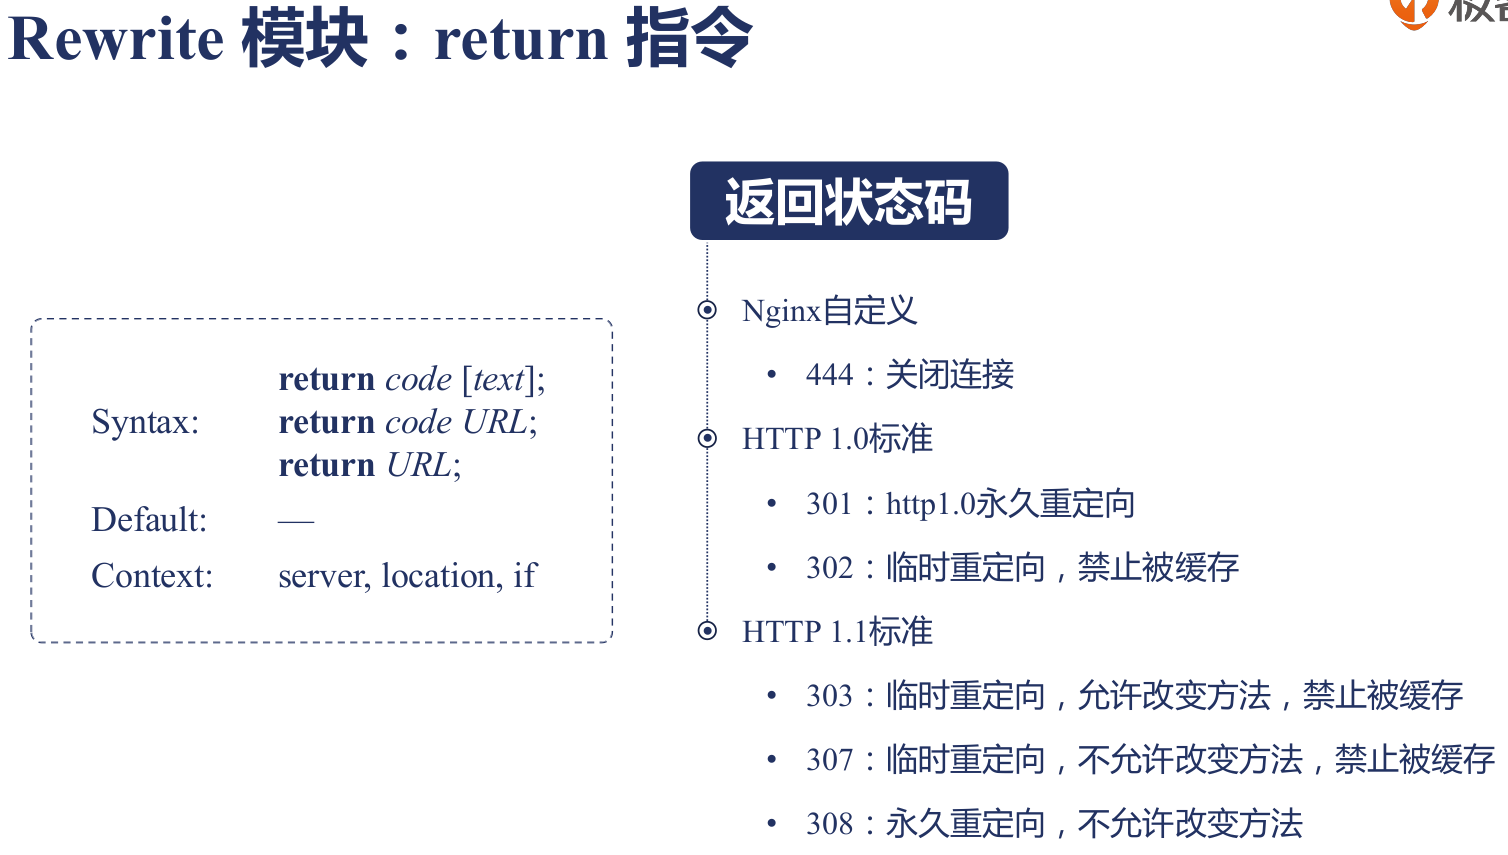 Rewrite 模块：return 指令
返回状态码
Syntax:
return code [text];
return code URL;
return URL;
Default: —
Context: server, location, if
Nginx自定义
• 444：关闭连接
HTTP 1.0标准
• 301：http1.0永久重定向
• 302：临时重定向，禁止被缓存
HTTP 1.1标准
• 303：临时重定向，允许改变方法，禁止被缓存
• 307：临时重定向，不允许改变方法，禁止被缓存
• 308：永久重定向，不允许改变方法